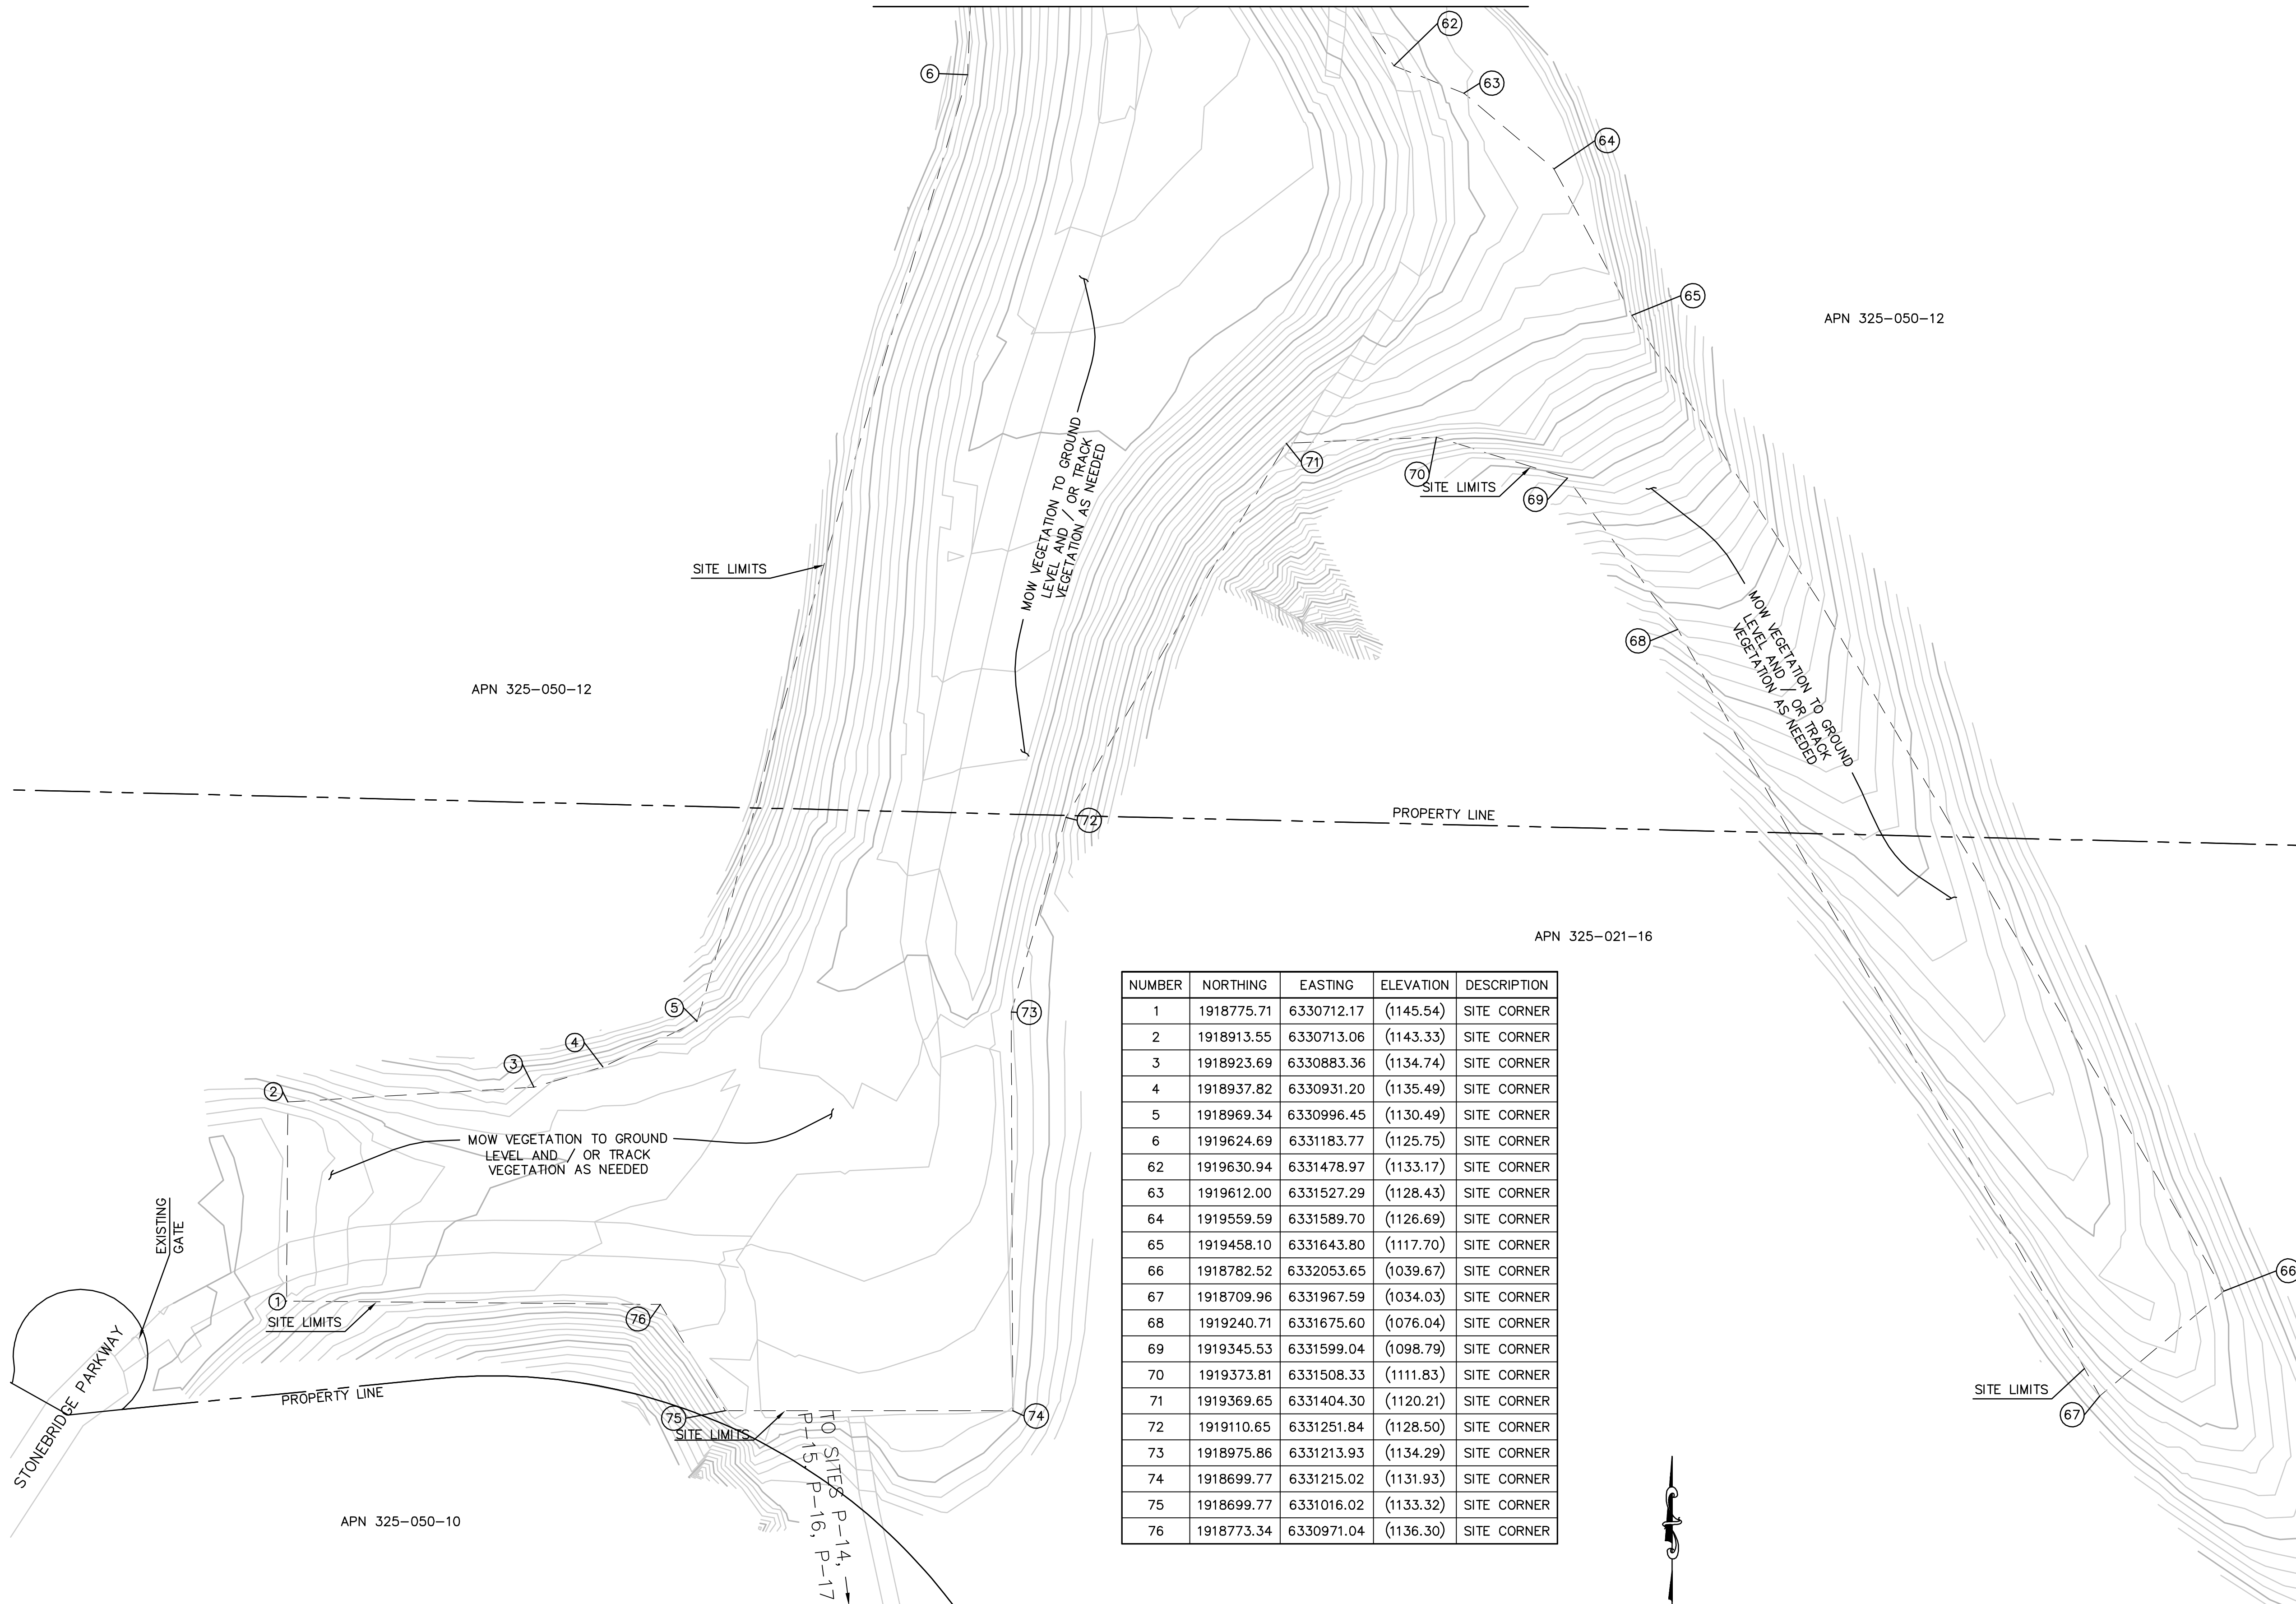 62
6
63
64
65
APN 325-050-12
71
70
SITE LIMITS
69
MOW VEGETATION TO GROUND
LEVEL AND / OR TRACK
VEGETATION AS NEEDED
SITE LIMITS
68
MOW VEGETATION TO GROUND
LEVEL AND / OR TRACK
VEGETATION AS NEEDED
APN 325-050-12
72
PROPERTY LINE
APN 325-021-16
5
73
4
3
2
MOW VEGETATION TO GROUND
LEVEL AND / OR TRACK
VEGETATION AS NEEDED
EXISTING
GATE
1
SITE LIMITS
76
STONEBRIDGE PARKWAY
PROPERTY LINE
75
SITE LIMITS
74
TO SITES P-14,
P-15, P-16, P-17
APN 325-050-10
66
SITE LIMITS
67
NUMBER NORTHING EASTING ELEVATION DESCRIPTION
1 1918775.71 6330712.17 (1145.54) SITE CORNER
2 1918913.55 6330713.06 (1143.33) SITE CORNER
3 1918923.69 6330883.36 (1134.74) SITE CORNER
4 1918937.82 6330931.20 (1135.49) SITE CORNER
5 1918969.34 6330996.45 (1130.49) SITE CORNER
6 1919624.69 6331183.77 (1125.75) SITE CORNER
62 1919630.94 6331478.97 (1133.17) SITE CORNER
63 1919612.00 6331527.29 (1128.43) SITE CORNER
64 1919559.59 6331589.70 (1126.69) SITE CORNER
65 1919458.10 6331643.80 (1117.70) SITE CORNER
66 1918782.52 6332053.65 (1039.67) SITE CORNER
67 1918709.96 6331967.59 (1034.03) SITE CORNER
68 1919240.71 6331675.60 (1076.04) SITE CORNER
69 1919345.53 6331599.04 (1098.79) SITE CORNER
70 1919373.81 6331508.33 (1111.83) SITE CORNER
71 1919369.65 6331404.30 (1120.21) SITE CORNER
72 1919110.65 6331251.84 (1128.50) SITE CORNER
73 1918975.86 6331213.93 (1134.29) SITE CORNER
74 1918699.77 6331215.02 (1131.93) SITE CORNER
75 1918699.77 6331016.02 (1133.32) SITE CORNER
76 1918773.34 6330971.04 (1136.30) SITE CORNER